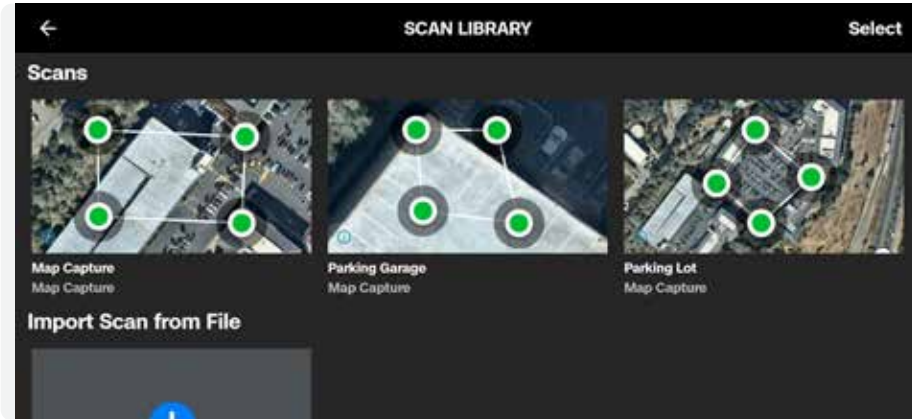 SCAN LIBRARY Select
Scans
Map Capture Parking Garage Parking Lot
Map Capture Map Capture Map Capture
Import Scan from File